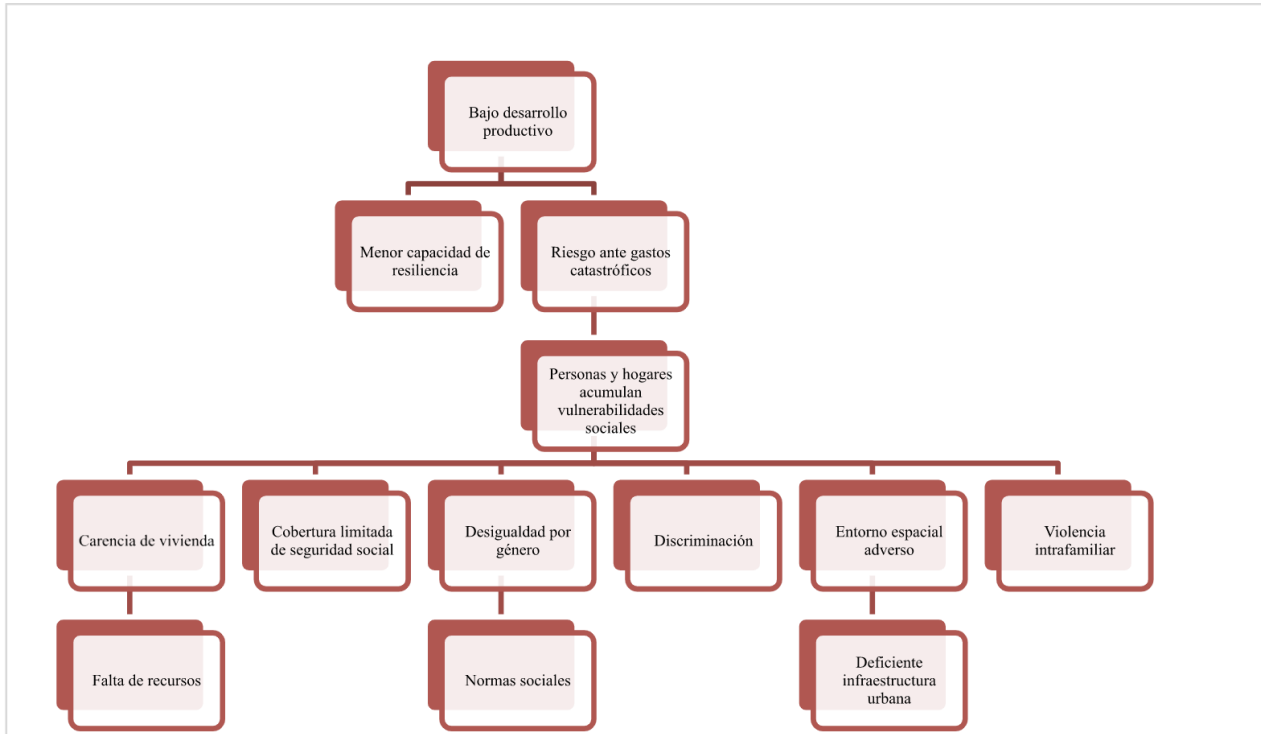 Bajo desarrollo
productivo
Menor capacidad de
resiliencia
Riesgo ante gastos
catastróficos
Personas y hogares
acumulan
vulnerabilidades
sociales
Carencia de vivienda
Cobertura limitada
de seguridad social
Desigualdad por
género
Discriminación
Entorno espacial
adverso
Violencia
intrafamiliar
Falta de recursos
Normas sociales
Deficiente
infraestructura
urbana